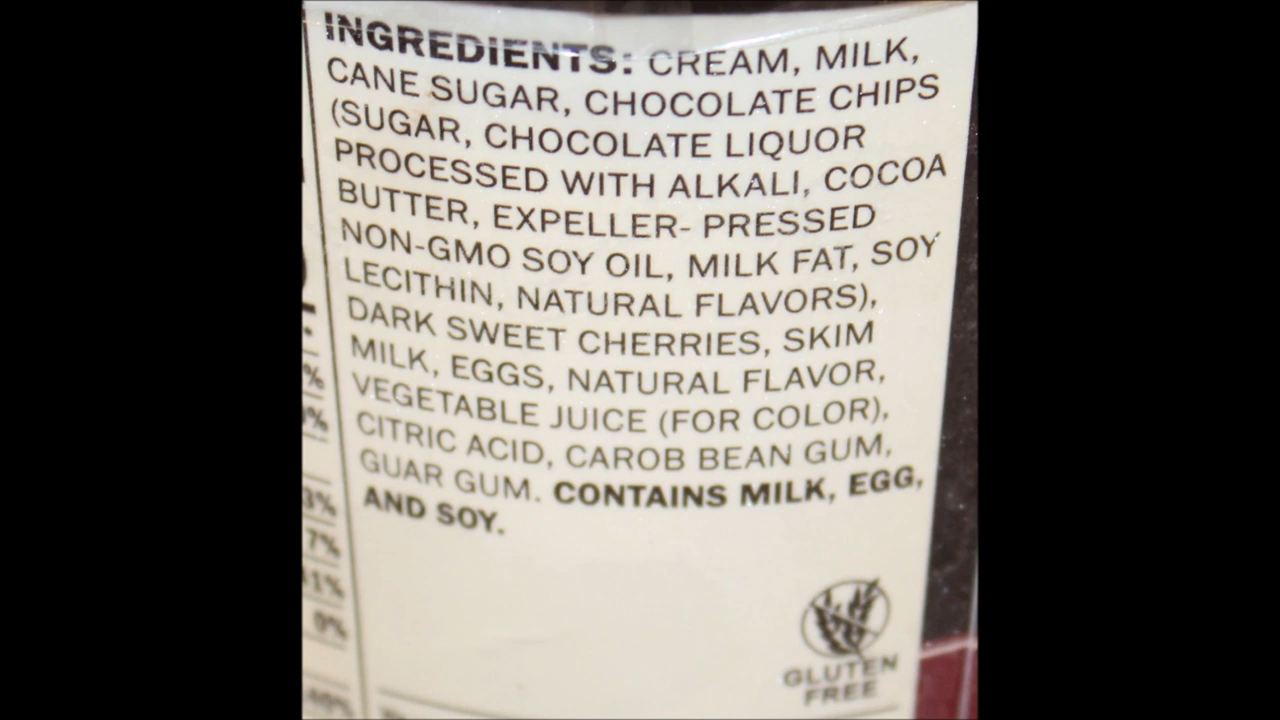 INGREDIENTS: CREAM, MILK,
CANE SUGAR, CHOCOLATE CHIPS
(SUGAR, CHOCOLATE LIQUOR
PROCESSED WITH ALKALI, COCOA
BUTTER, EXPELLER- PRESSED
NON-GMO SOY OIL, MILK FAT, SOY
LECITHIN, NATURAL FLAVORS),
DARK SWEET CHERRIES, SKIM
MILK, EGGS, NATURAL FLAVOR,
VEGETABLE JUICE (FOR COLOR),
CITRIC ACID, CAROB BEAN GUM,
GUAR GUM. CONTAINS MILK, EGG,
AND SOY.
7%
0%
GLUTEN
FREE